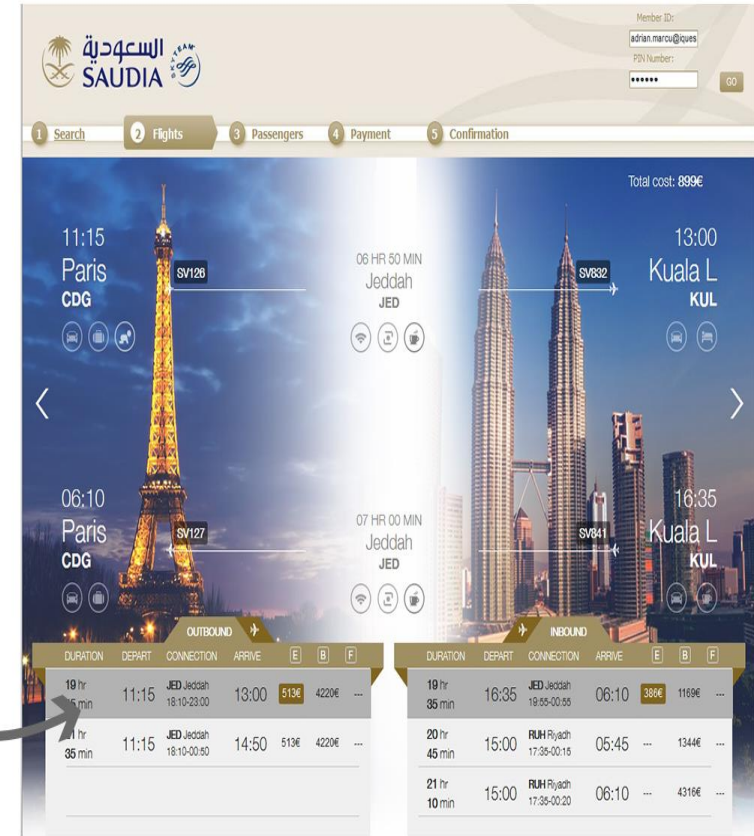 Member ID:
adrian.marcu@iques
PIN Number:
••••••
GO
السعودية
SAUDIA
SKYTEAM
1 Search
2 Flights
3 Passengers
4 Payment
5 Confirmation
Total cost: 899€
11:15
Paris
CDG
SV126
06 HR 50 MIN
Jeddah
JED
SV832
13:00
Kuala L
KUL
06:10
Paris
CDG
SV127
07 HR 00 MIN
Jeddah
JED
SV841
16:35
Kuala L
KUL
OUTBOUND
DURATION DEPART CONNECTION ARRIVE E B F
19 hr 11:15 JED Jeddah 13:00 513€ 4220€ ---
5 min 18:10-23:00
1 hr 11:15 JED Jeddah 14:50 513€ 4220€ ---
35 min 18:10-00:50
INBOUND
DURATION DEPART CONNECTION ARRIVE E B F
19 hr 16:35 JED Jeddah 06:10 386€ 1169€ ---
35 min 19:55-00:55
20 hr 15:00 RUH Riyadh 05:45 --- 1344€ ---
45 min 17:35-00:15
21 hr 15:00 RUH Riyadh 06:10 --- 4316€ ---
10 min 17:35-00:20